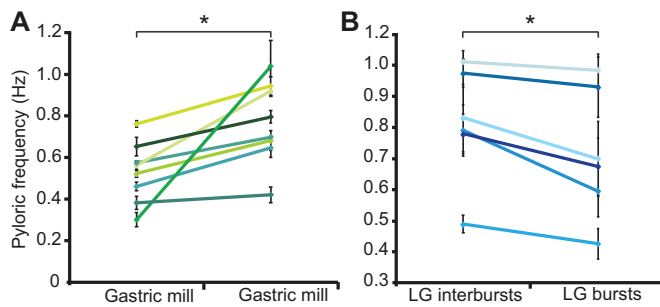 A
*
1.2
1.0
0.8
0.6
0.4
0.2
0
Pyloric frequency (Hz)
Gastric mill
Gastric mill
B
*
1.2
1.0
0.9
0.8
0.7
0.6
0.5
0.4
0.3
LG interbursts
LG bursts